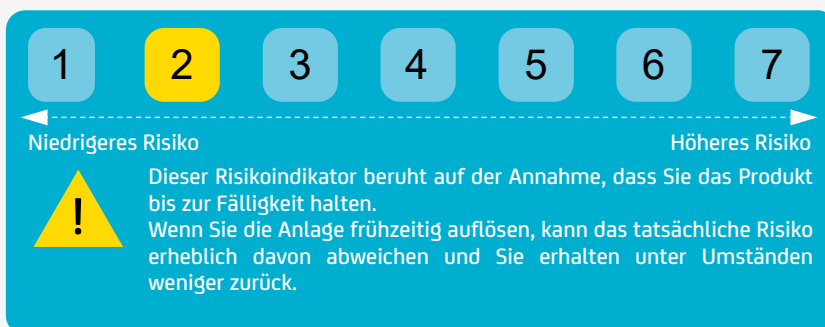 1 2 3 4 5 6 7
Niedrigeres Risiko Höheres Risiko
!
Dieser Risikoindikator beruht auf der Annahme, dass Sie das Produkt
bis zur Fälligkeit halten.
Wenn Sie die Anlage frühzeitig auflösen, kann das tatsächliche Risiko
erheblich davon abweichen und Sie erhalten unter Umständen
weniger zurück.